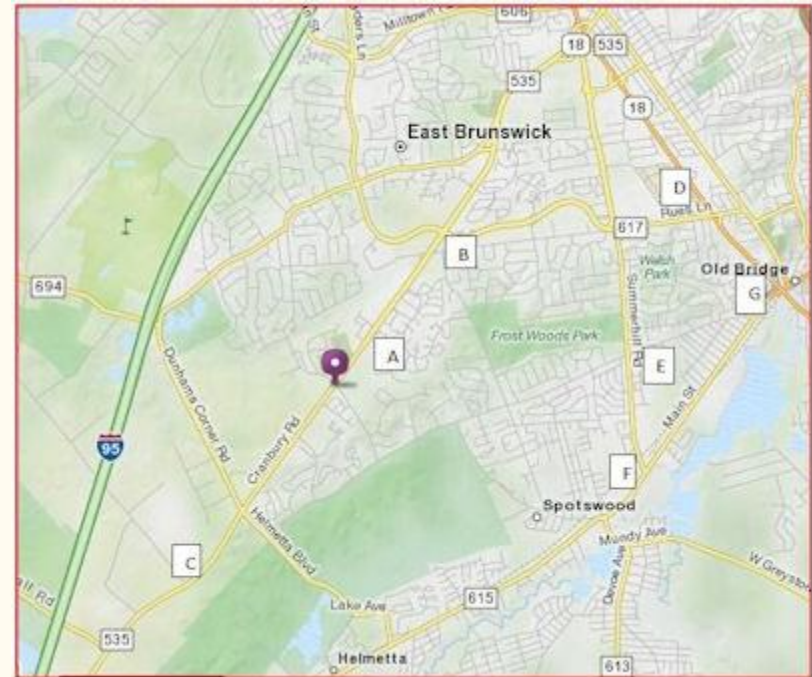 606
Milltown
18
535
18
535
East Brunswick
D
Rues Ln
617
B
694
Welsh
Park
Old Bridge
G
Summerhill Rd
Frost Woods Park
A
E
Dunhams Corner Rd
Main St
95
Cranbury Rd
F
Spotswood
Helmetta Blvd
Mundy Ave
C
Devoe Ave
W Greyston
Lake Ave
615
535
Helmetta
613